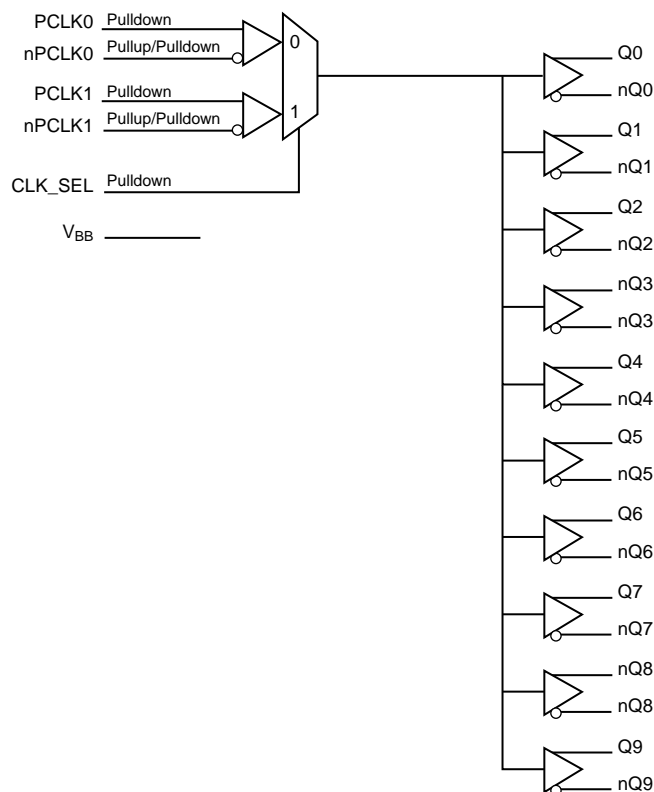 PCLK0 Pulldown
nPCLK0 Pullup/Pulldown
PCLK1 Pulldown
nPCLK1 Pullup/Pulldown
CLK_SEL Pulldown
VBB
0
1
Q0
nQ0
Q1
nQ1
Q2
nQ2
nQ3
nQ3
Q4
nQ4
Q5
nQ5
Q6
nQ6
Q7
nQ7
nQ8
nQ8
Q9
nQ9